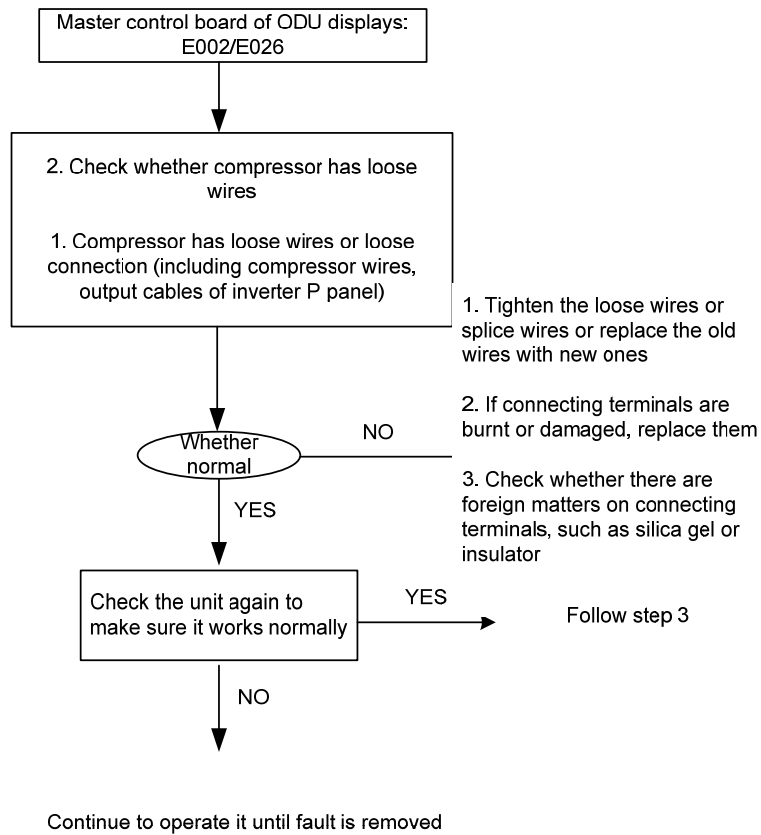 Master control board of ODU displays:
E002/E026
2. Check whether compressor has loose
wires
1. Compressor has loose wires or loose
connection (including compressor wires,
output cables of inverter P panel)
1. Tighten the loose wires or
splice wires or replace the old
wires with new ones
2. If connecting terminals are
burnt or damaged, replace them
3. Check whether there are
foreign matters on connecting
terminals, such as silica gel or
insulator
Whether
normal
NO
YES
Check the unit again to
make sure it works normally
YES
Follow step 3
NO
Continue to operate it until fault is removed